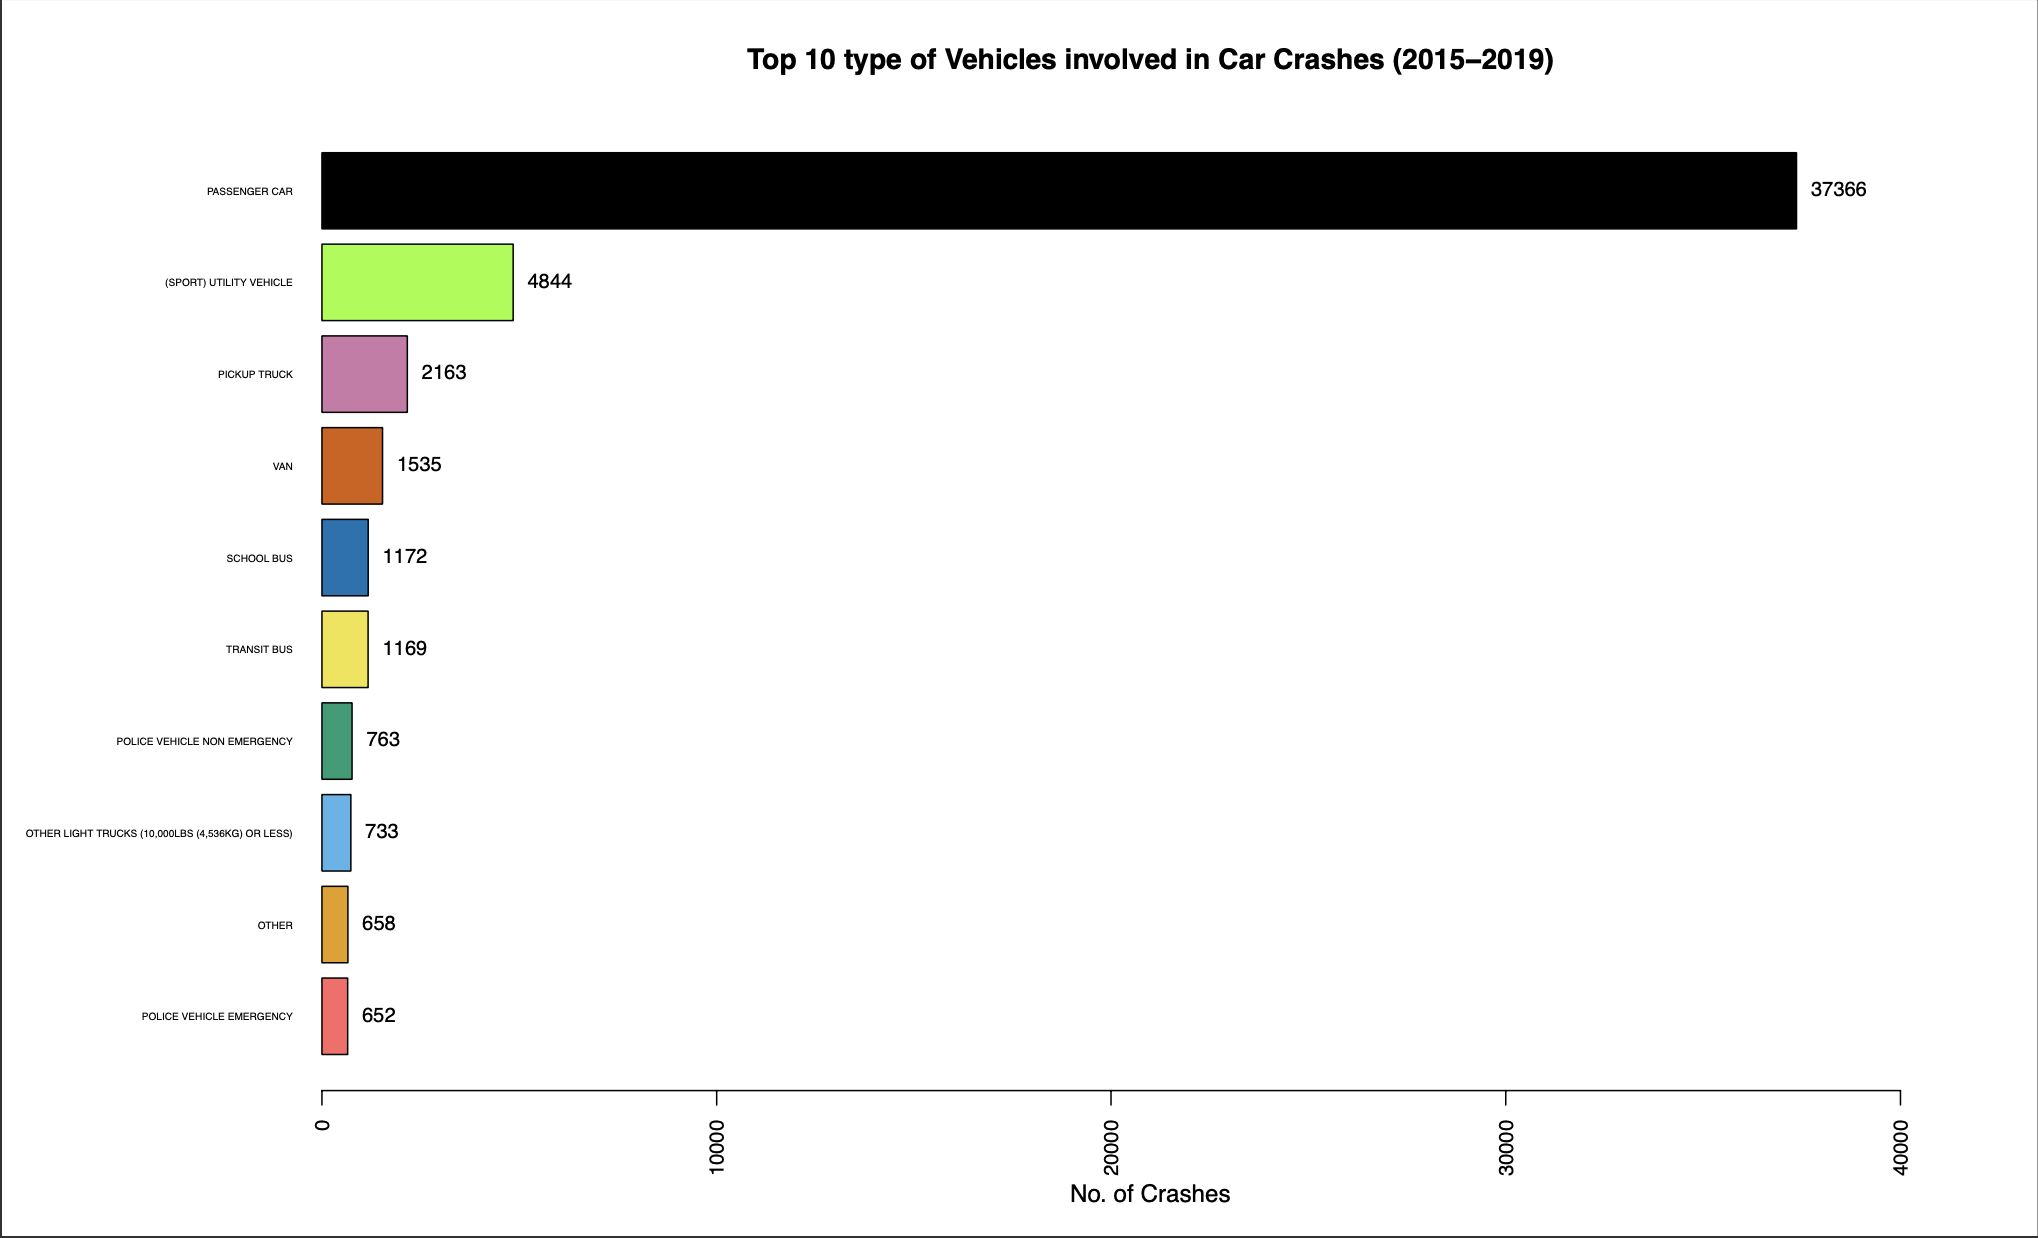 Top 10 type of Vehicles involved in Car Crashes (2015–2019)
PASSENGER CAR 37366
(SPORT) UTILITY VEHICLE 4844
PICKUP TRUCK 2163
VAN 1535
SCHOOL BUS 1172
TRANSIT BUS 1169
POLICE VEHICLE NON EMERGENCY 763
OTHER LIGHT TRUCKS (10,000LBS (4,536KG) OR LESS) 733
OTHER 658
POLICE VEHICLE EMERGENCY 652
0 10000 20000 30000 40000
No. of Crashes